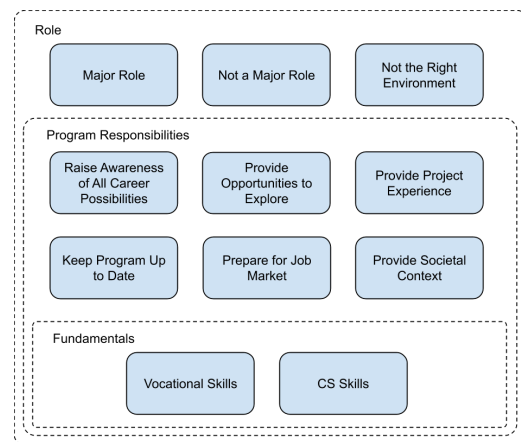 Role
Major Role
Not a Major Role
Not the Right
Environment
Program Responsibilities
Raise Awareness
of All Career
Possibilities
Provide
Opportunities to
Explore
Provide Project
Experience
Keep Program Up
to Date
Prepare for Job
Market
Provide Societal
Context
Fundamentals
Vocational Skills
CS Skills